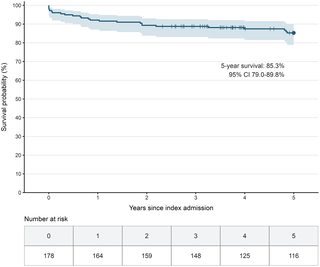 100
90
80
70
60
50
40
30
20
10
0
Survival probability (%)
5-year survival: 85.3%
95% CI 79.0-89.8%
0 1 2 3 4 5
Years since index admission
Number at risk
0 1 2 3 4 5
178 164 159 148 125 116